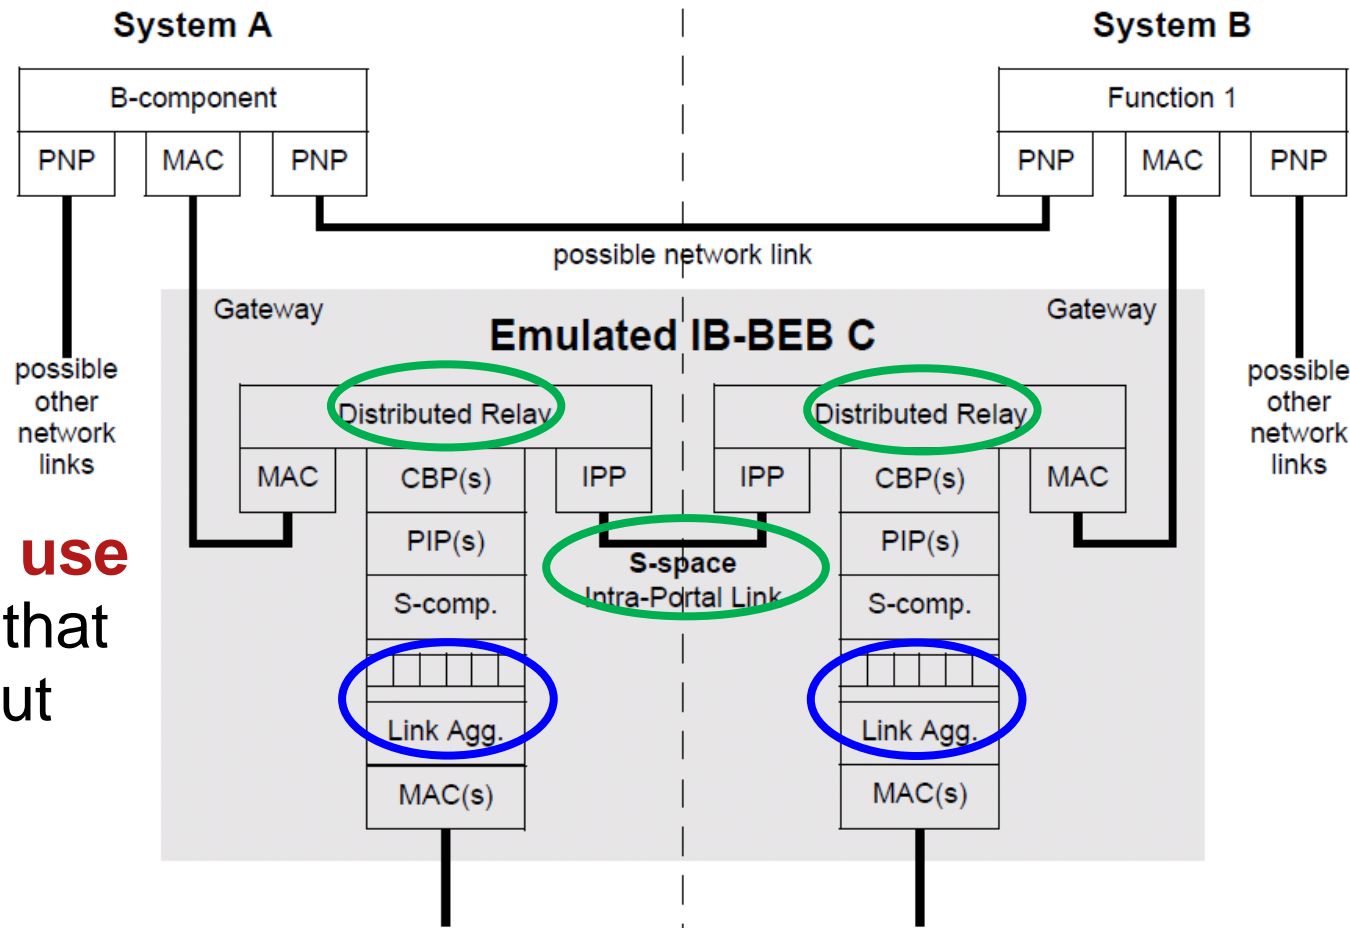 System A
System B
B-component
Function 1
PNP
MAC
PNP
PNP
MAC
PNP
possible network link
Gateway
Gateway
Emulated IB-BEB C
possible
other
network
links
possible
other
network
links
Distributed Relay
Distributed Relay
MAC
CBP(s)
IPP
IPP
CBP(s)
MAC
PIP(s)
PIP(s)
use
that
ut
S-space
Intra-Portal Link
S-comp.
S-comp.
Link Agg.
Link Agg.
MAC(s)
MAC(s)